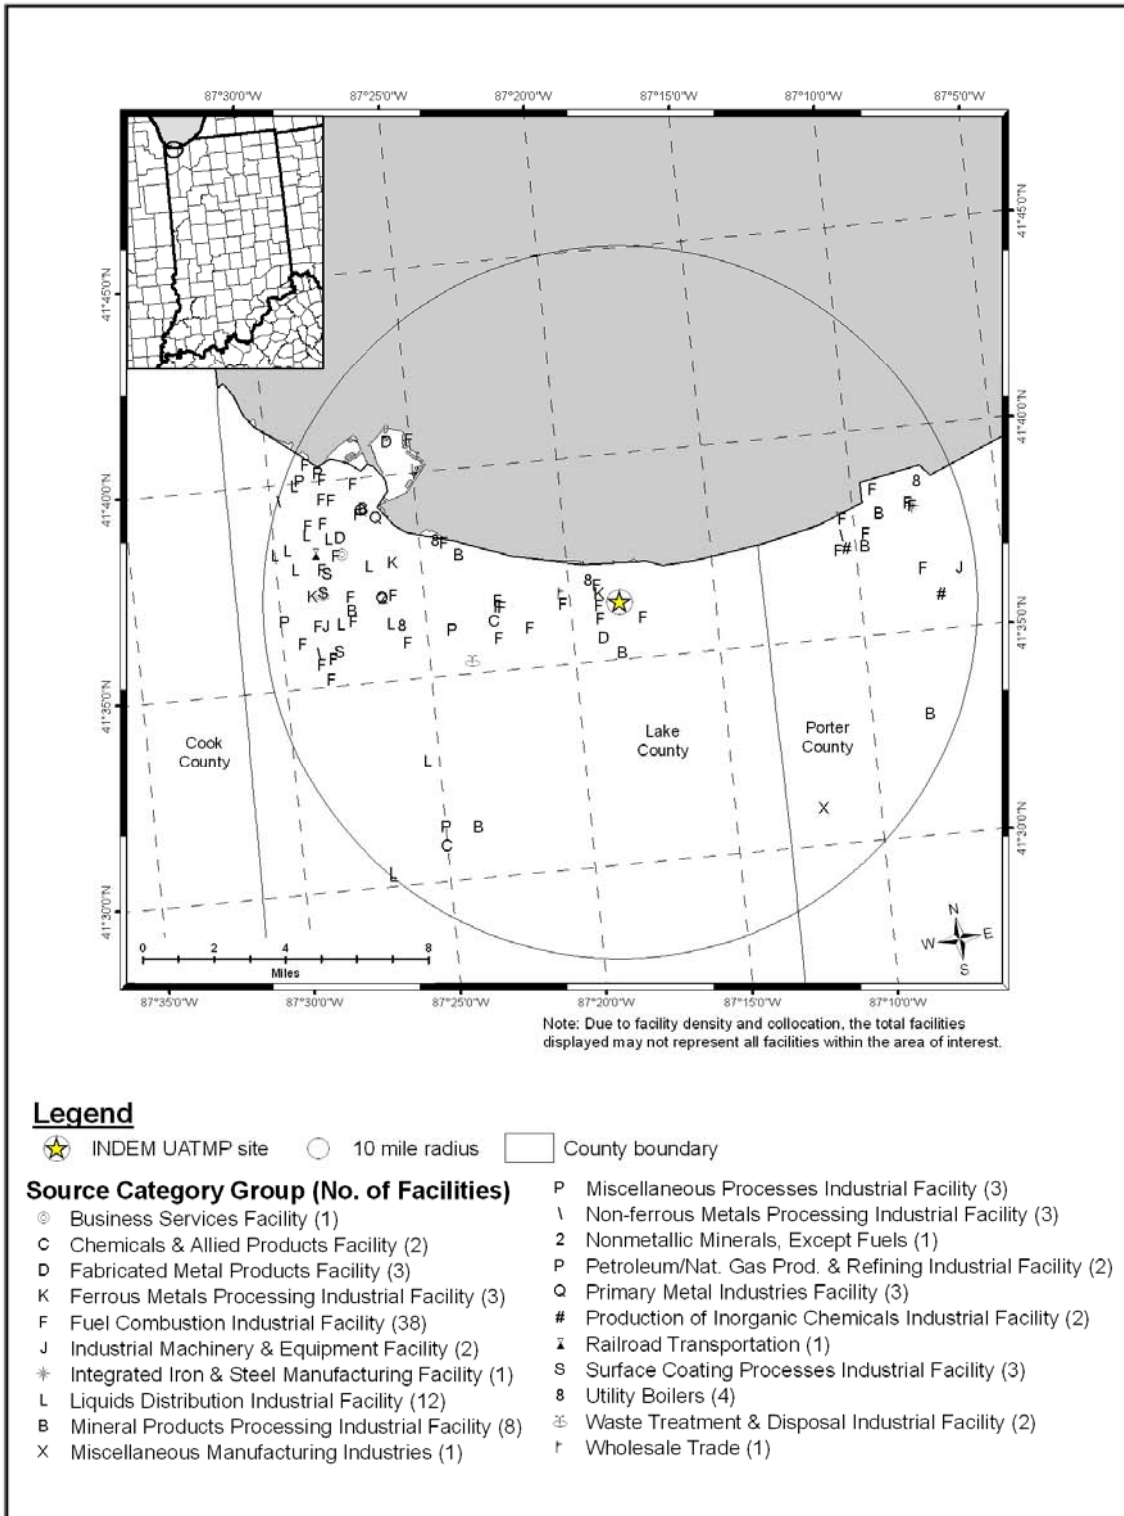 87°30'0"W 87°25'0"W 87°20'0"W 87°15'0"W 87°10'0"W 87°5'0"W
41°45'0"N
41°45'0"N
41°40'0"N
41°40'0"N
41°35'0"N
41°35'0"N
41°30'0"N
41°30'0"N
Cook
County
Lake
County
Porter
County
N
W E
S
0 2 4 8
Miles
87°35'0"W 87°30'0"W 87°25'0"W 87°20'0"W 87°15'0"W 87°10'0"W
Note: Due to facility density and collocation, the total facilities
displayed may not represent all facilities within the area of interest.
Legend
INDEM UATMP site 10 mile radius County boundary
Source Category Group (No. of Facilities)
Business Services Facility (1)
C Chemicals & Allied Products Facility (2)
D Fabricated Metal Products Facility (3)
K Ferrous Metals Processing Industrial Facility (3)
F Fuel Combustion Industrial Facility (38)
J Industrial Machinery & Equipment Facility (2)
Integrated Iron & Steel Manufacturing Facility (1)
L Liquids Distribution Industrial Facility (12)
B Mineral Products Processing Industrial Facility (8)
X Miscellaneous Manufacturing Industries (1)
P Miscellaneous Processes Industrial Facility (3)
\ Non-ferrous Metals Processing Industrial Facility (3)
2 Nonmetallic Minerals, Except Fuels (1)
P Petroleum/Nat. Gas Prod. & Refining Industrial Facility (2)
Q Primary Metal Industries Facility (3)
# Production of Inorganic Chemicals Industrial Facility (2)
Railroad Transportation (1)
S Surface Coating Processes Industrial Facility (3)
8 Utility Boilers (4)
Waste Treatment & Disposal Industrial Facility (2)
Wholesale Trade (1)